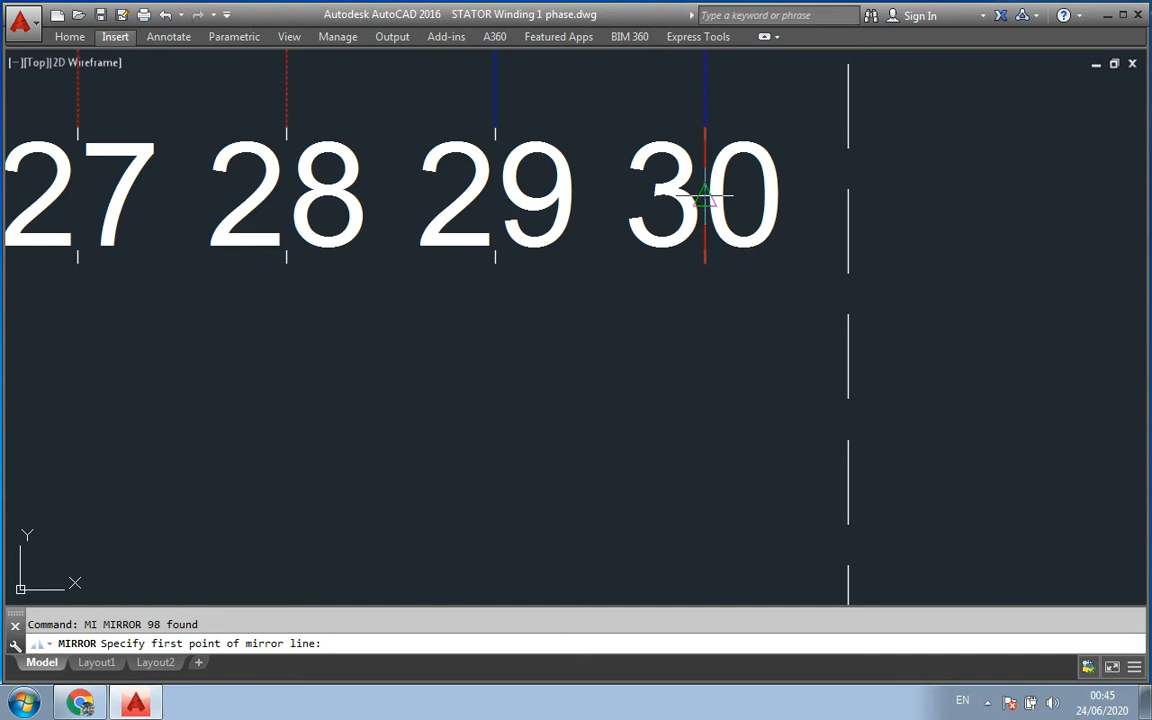 Autodesk AutoCAD 2016 STATOR Winding 1 phase.dwg
Type a keyword or phrase
Sign In
Home Insert Annotate Parametric View Manage Output Add-ins A360 Featured Apps BIM 360 Express Tools
[−][Top][2D Wireframe]
27 28 29 30
Y
X
Command: MI MIRROR 98 found
MIRROR Specify first point of mirror line:
Model Layout1 Layout2 +
EN
00:45
24/06/2020